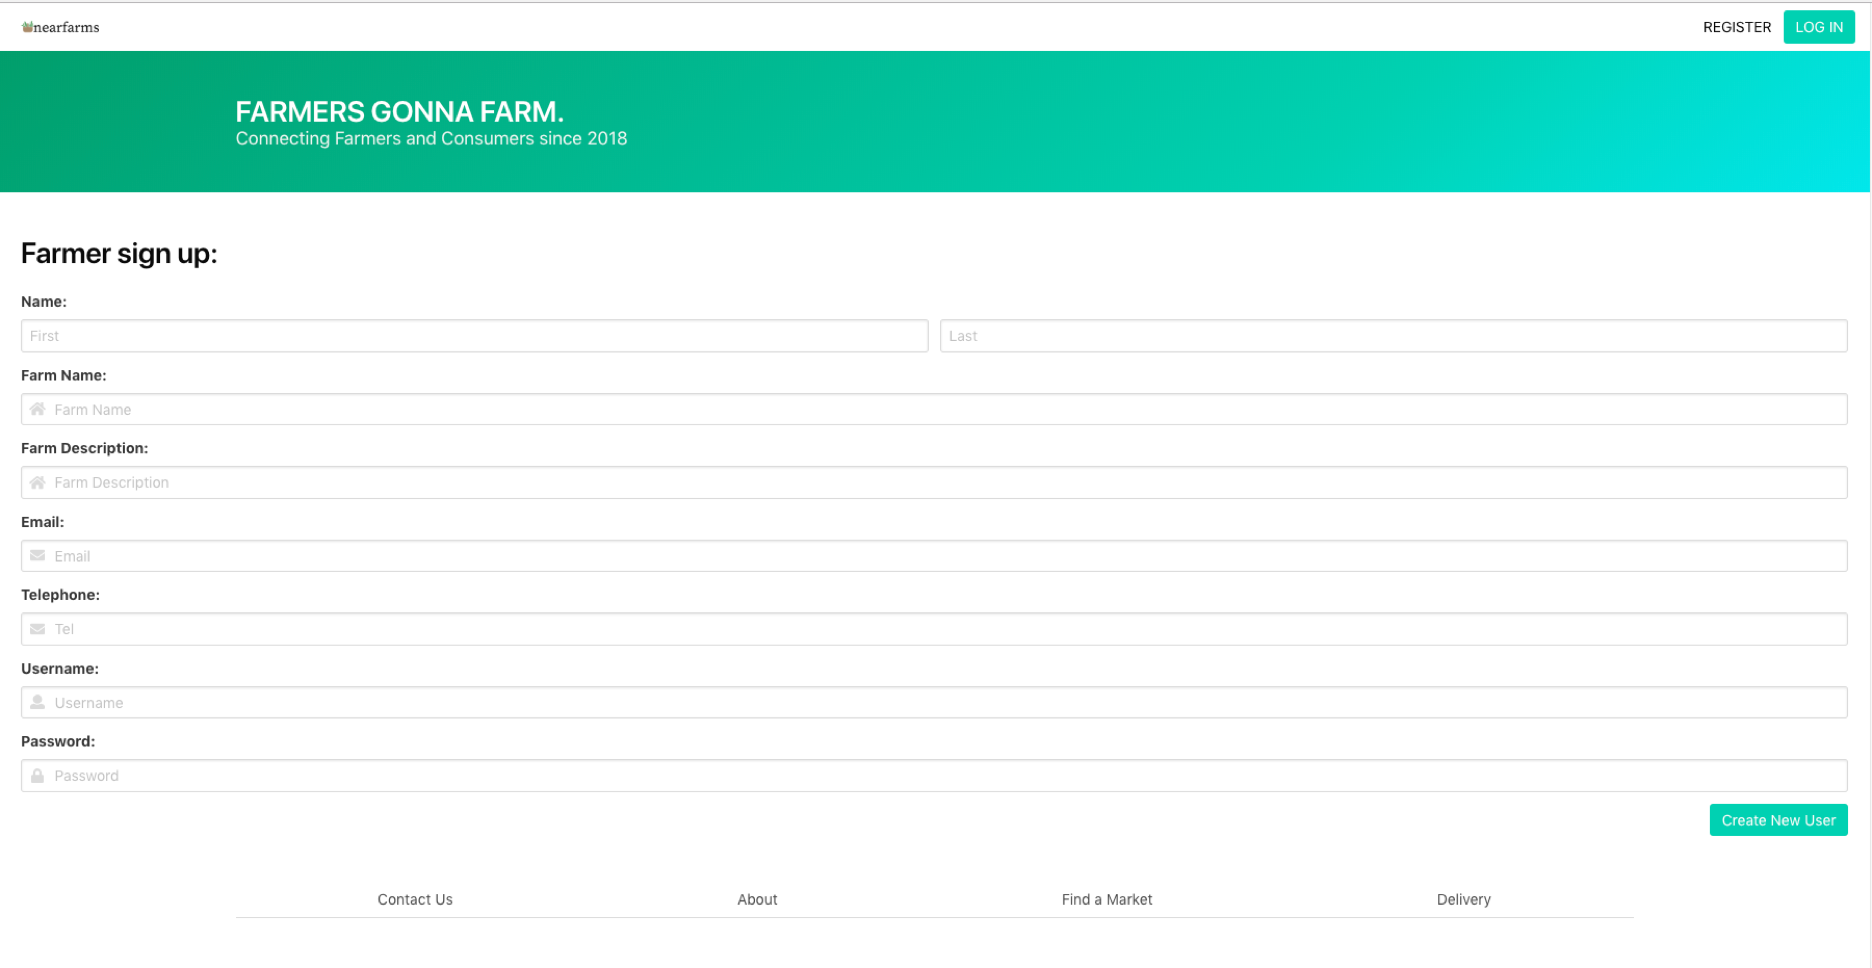 nearfarms
REGISTER LOG IN
FARMERS GONNA FARM.
Connecting Farmers and Consumers since 2018
Farmer sign up:
Name:
First Last
Farm Name:
Farm Name
Farm Description:
Farm Description
Email:
Email
Telephone:
Tel
Username:
Username
Password:
Password
Create New User
Contact Us About Find a Market Delivery